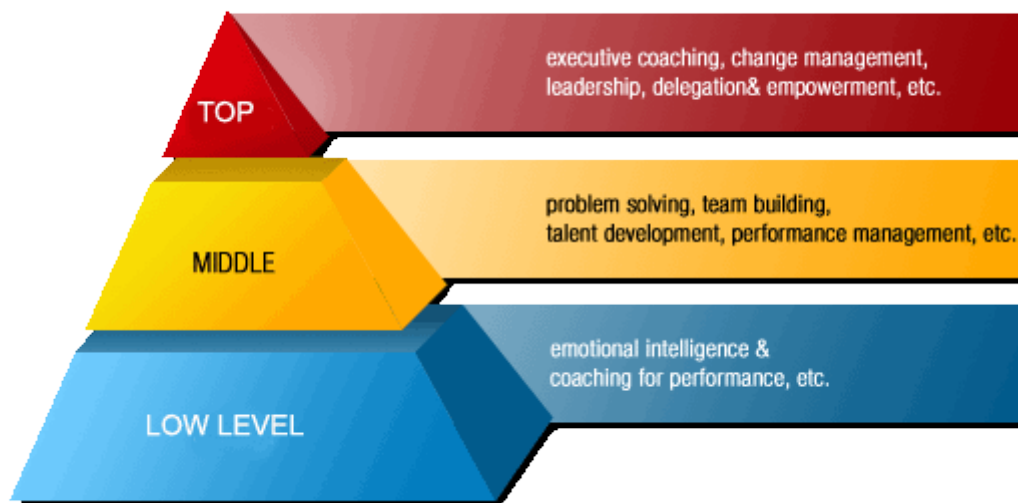 TOP
executive coaching, change management,
leadership, delegation& empowerment, etc.
MIDDLE
problem solving, team building,
talent development, performance management, etc.
LOW LEVEL
emotional intelligence &
coaching for performance, etc.